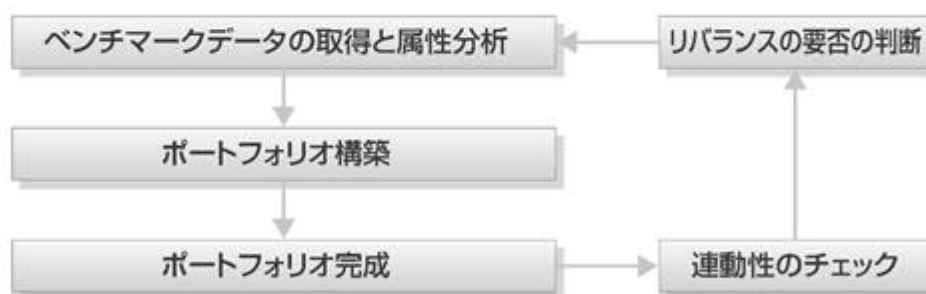 ベンチマークデータの取得と属性分析
リバランスの要否の判断
ポートフォリオ構築
ポートフォリオ完成
連動性のチェック